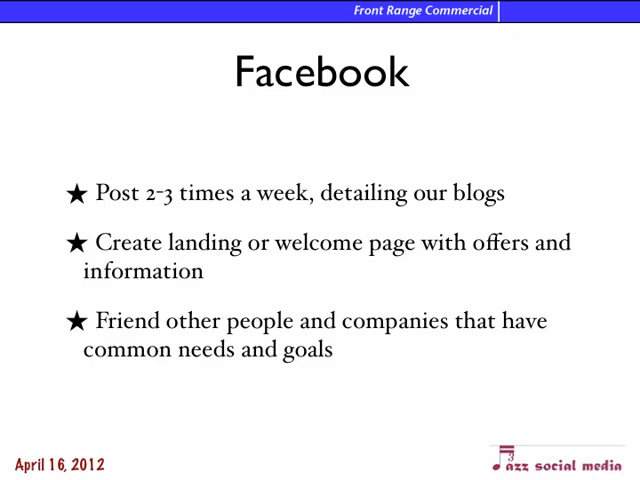 Front Range Commercial
Facebook
★ Post 2-3 times a week, detailing our blogs
★ Create landing or welcome page with offers and
information
★ Friend other people and companies that have
common needs and goals
April 16, 2012
3
azz social media